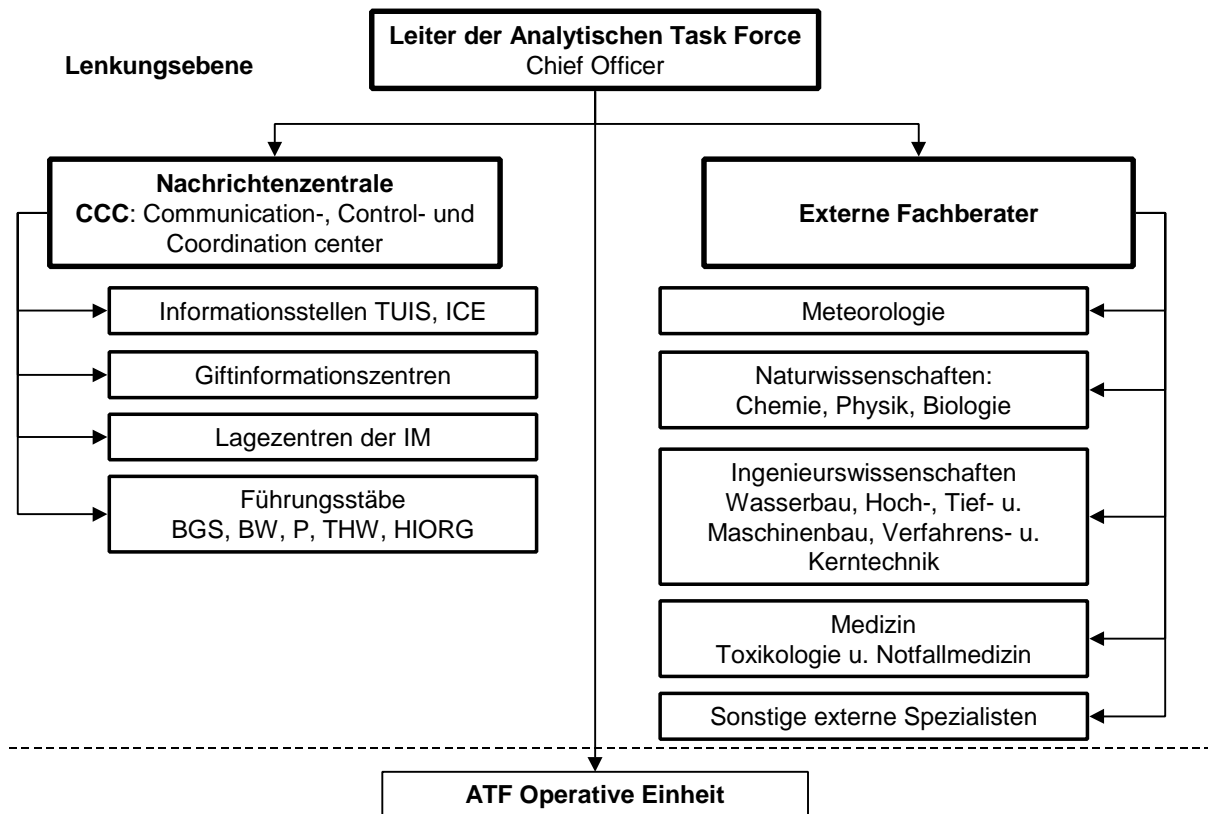 Leiter der Analytischen Task Force
Chief Officer
Lenkungsebene
Nachrichtenzentrale
CCC: Communication-, Control- und
Coordination center
Informationsstellen TUIS, ICE
Giftinformationszentren
Lagezentren der IM
Führungsstäbe
BGS, BW, P, THW, HIORG
Externe Fachberater
Meteorologie
Naturwissenschaften:
Chemie, Physik, Biologie
Ingenieurswissenschaften
Wasserbau, Hoch-, Tief- u.
Maschinenbau, Verfahrens- u.
Kerntechnik
Medizin
Toxikologie u. Notfallmedizin
Sonstige externe Spezialisten
ATF Operative Einheit